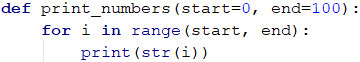 def print_numbers(start=0, end=100):
    for i in range(start, end):
        print(str(i))